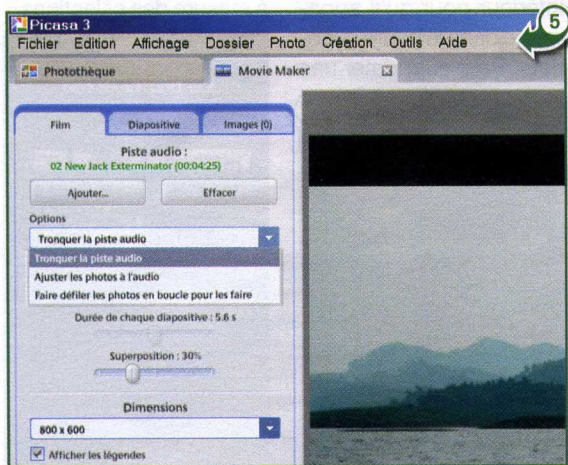 Picasa 3
5
Fichier Edition Affichage Dossier Photo Création Outils Aide
Photothèque Movie Maker
Film Diapositive Images (0)
Piste audio :
02 New Jack Exterminator (00:04:25)
Ajouter... Effacer
Options
Tronquer la piste audio
Tronquer la piste audio
Ajuster les photos à l'audio
Faire défiler les photos en boucle pour les faire
Durée de chaque diapositive : 5.6 s
Superposition : 30%
Dimensions
800 x 600
Afficher les légendes